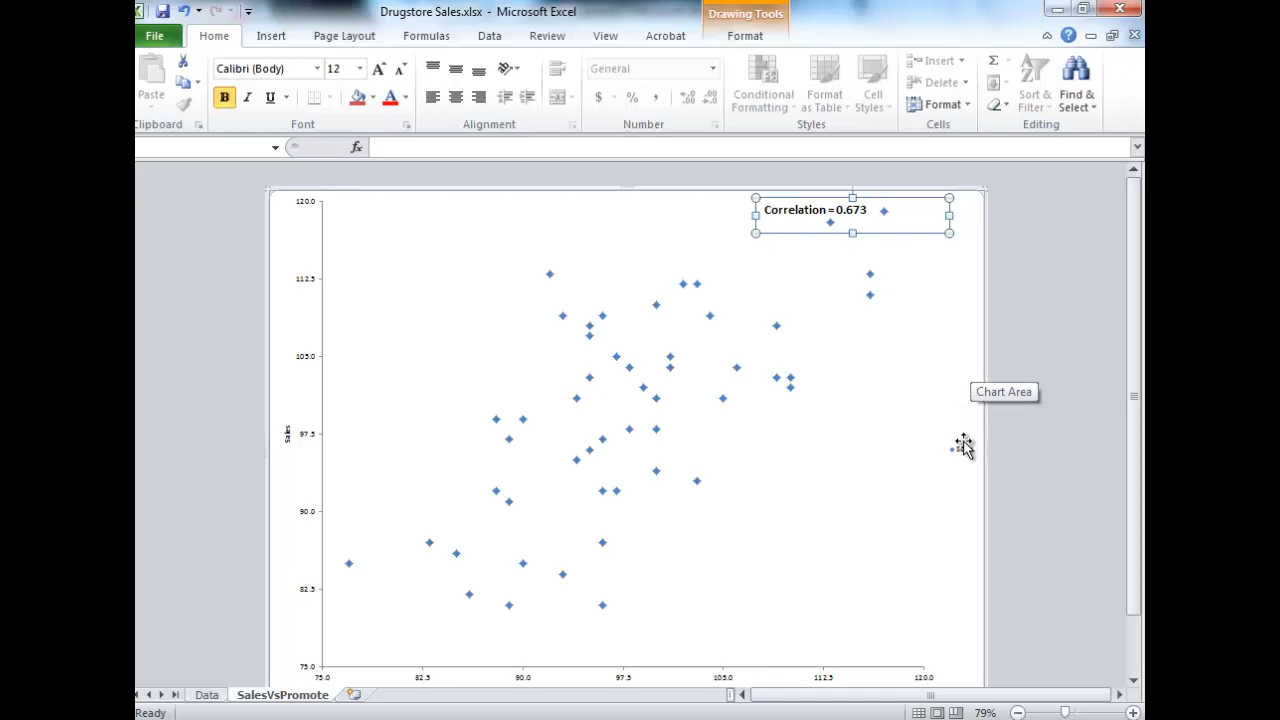 Drugstore Sales.xlsx - Microsoft Excel
Drawing Tools
File Home Insert Page Layout Formulas Data Review View Acrobat Format
Paste
Calibri (Body) 12
General
Conditional Formatting
Format as Table
Cell Styles
Insert
Delete
Format
Sort & Filter
Find & Select
Clipboard Font Alignment Number Styles Cells Editing
fx
Correlation = 0.673
120.0
112.5
105.0
97.5
90.0
82.5
75.0
Sales
Chart Area
75.0 82.5 90.0 97.5 105.0 112.5 120.0
Data SalesVsPromote
Ready 79%